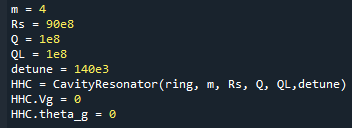 m = 4
Rs = 90e8
Q = 1e8
QL = 1e8
detune = 140e3
HHC = CavityResonator(ring, m, Rs, Q, QL,detune)
HHC.Vg = 0
HHC.theta_g = 0